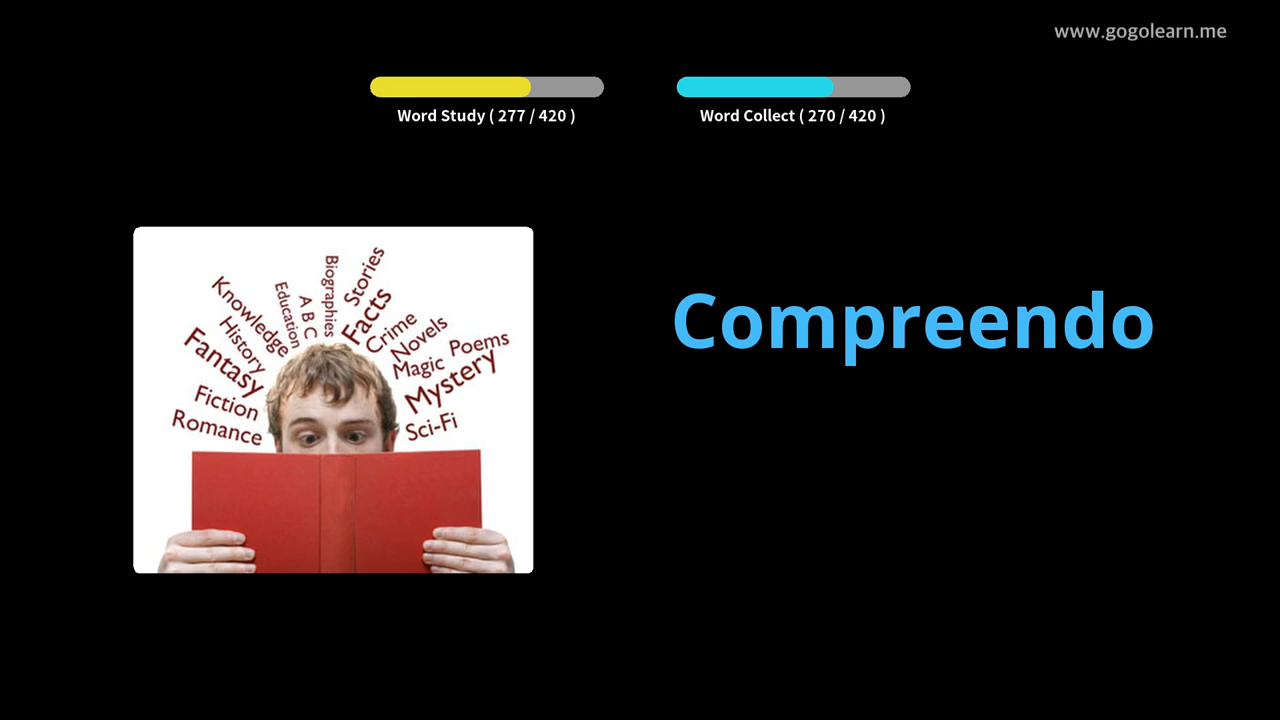 www.gogolearn.me
Word Study ( 277 / 420 )
Word Collect ( 270 / 420 )
Compreendo
Biographies
Stories
Education
A B C
Facts
Knowledge
Crime
History
Novels
Fantasy
Magic
Poems
Mystery
Fiction
Romance
Sci-Fi